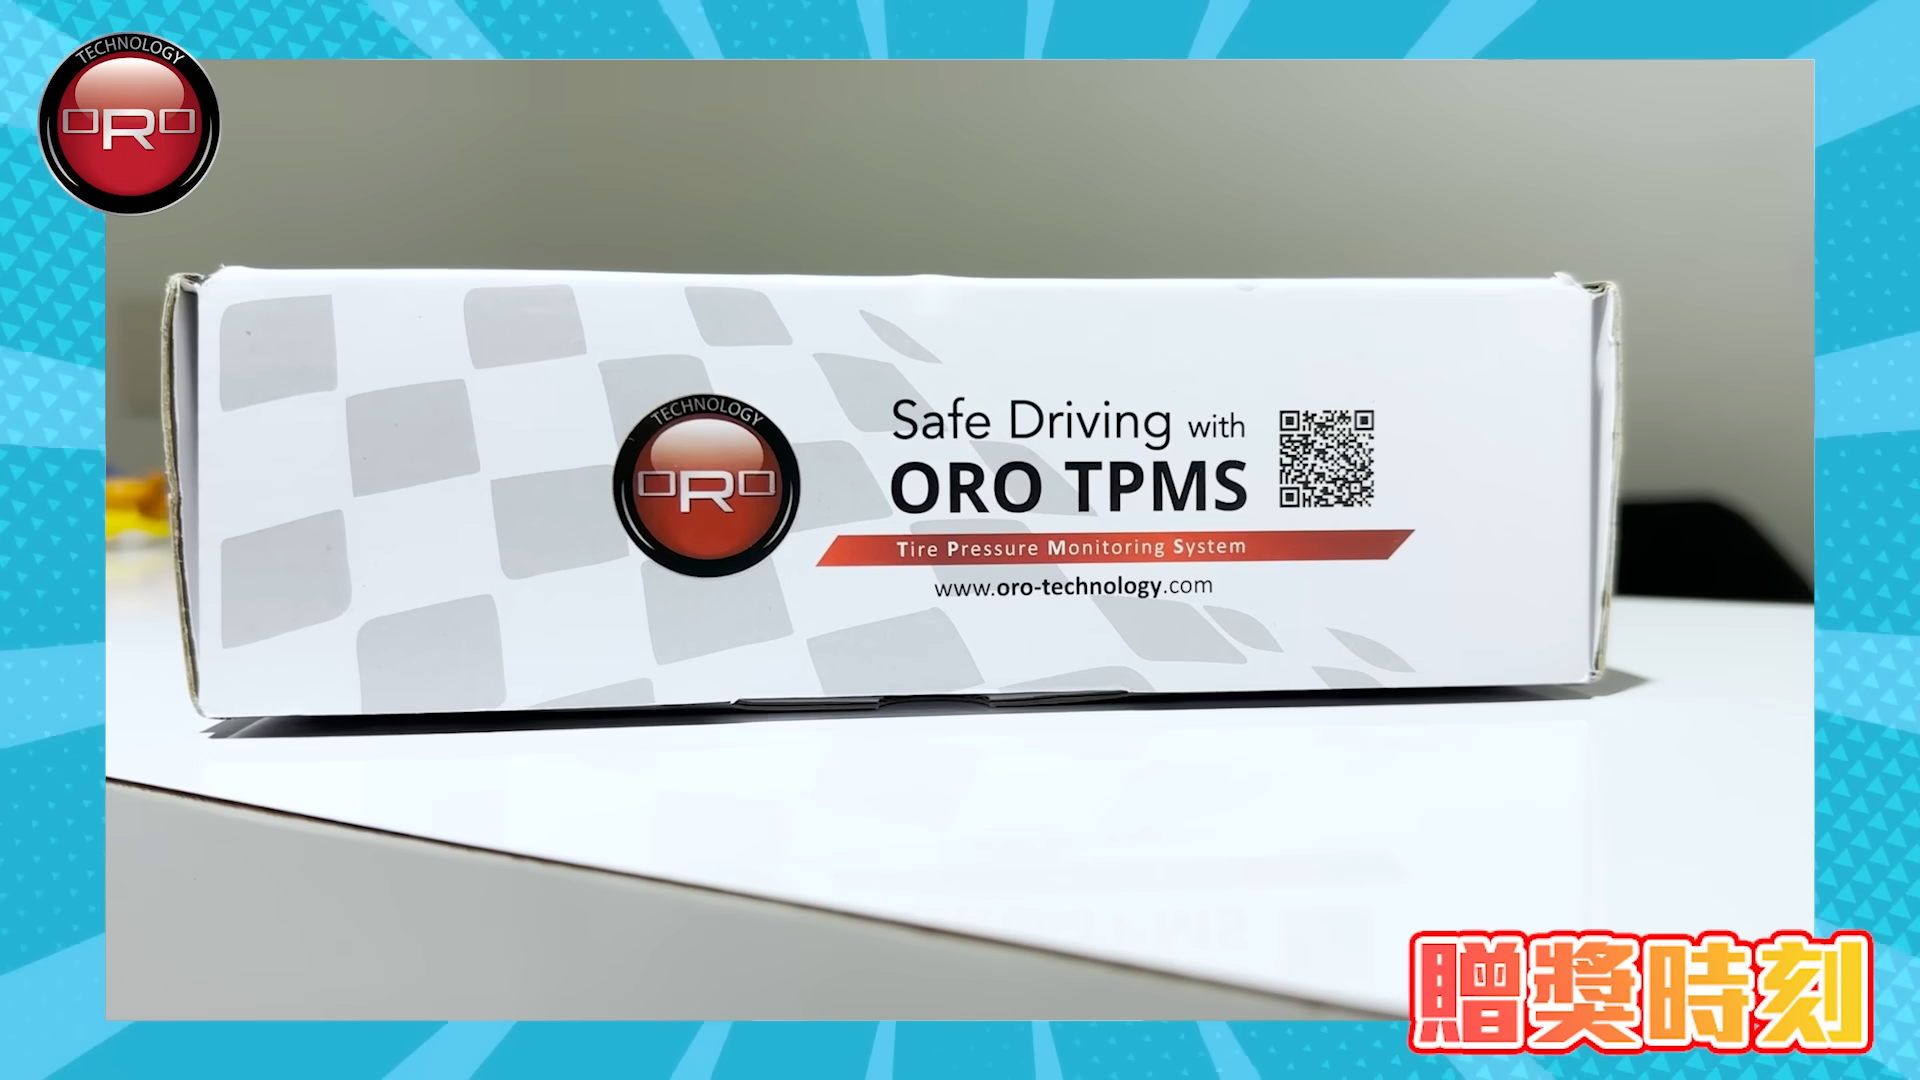 TECHNOLOGY
ORO
TECHNOLOGY
ORO
Safe Driving with
ORO TPMS
Tire Pressure Monitoring System
www.oro-technology.com
贈獎時刻